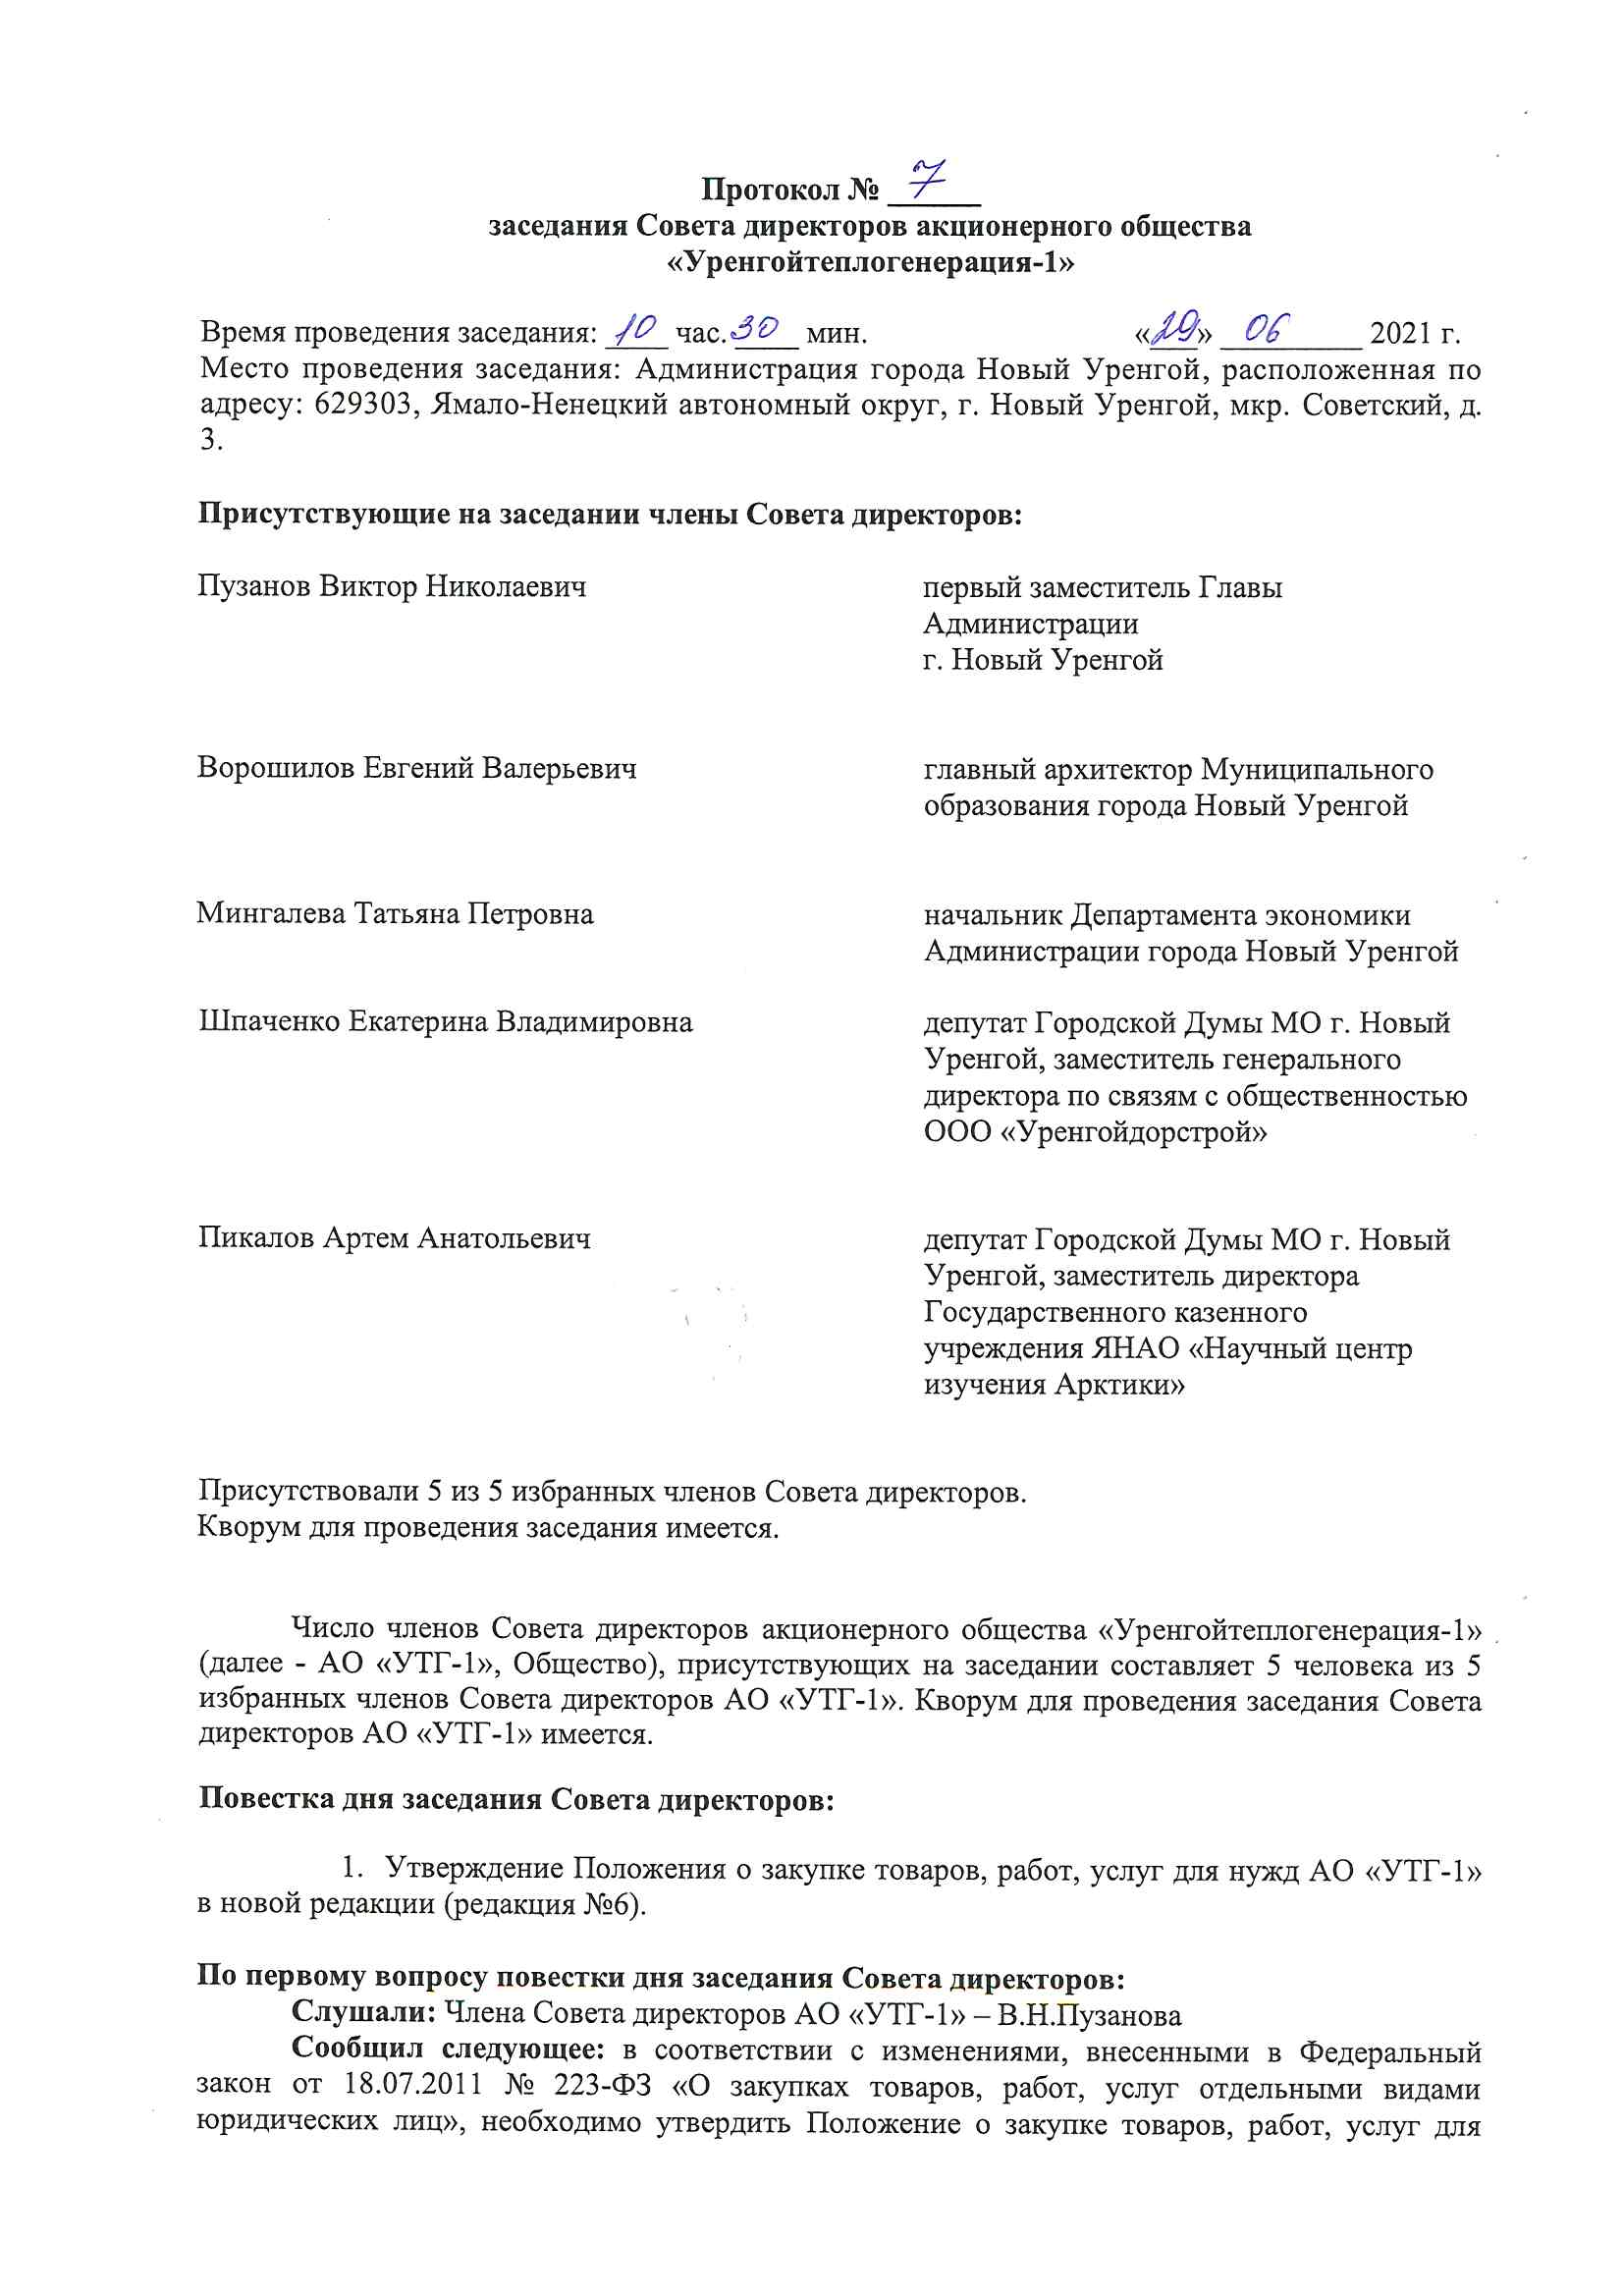 Протокол № 7
заседания Совета директоров акционерного общества
«Уренгойтеплогенерация-1»
Время проведения заседания: 10 час. 30 мин. «29» 06 2021 г.
Место проведения заседания: Администрация города Новый Уренгой, расположенная по
адресу: 629303, Ямало-Ненецкий автономный округ, г. Новый Уренгой, мкр. Советский, д.
3.
Присутствующие на заседании члены Совета директоров:
Пузанов Виктор Николаевич первый заместитель Главы
Администрации
г. Новый Уренгой
Ворошилов Евгений Валерьевич главный архитектор Муниципального
образования города Новый Уренгой
Мингалева Татьяна Петровна начальник Департамента экономики
Администрации города Новый Уренгой
Шпаченко Екатерина Владимировна депутат Городской Думы МО г. Новый
Уренгой, заместитель генерального
директора по связям с общественностью
ООО «Уренгойдорстрой»
Пикалов Артем Анатольевич депутат Городской Думы МО г. Новый
Уренгой, заместитель директора
Государственного казенного
учреждения ЯНАО «Научный центр
изучения Арктики»
Присутствовали 5 из 5 избранных членов Совета директоров.
Кворум для проведения заседания имеется.
Число членов Совета директоров акционерного общества «Уренгойтеплогенерация-1»
(далее - АО «УТГ-1», Общество), присутствующих на заседании составляет 5 человека из 5
избранных членов Совета директоров АО «УТГ-1». Кворум для проведения заседания Совета
директоров АО «УТГ-1» имеется.
Повестка дня заседания Совета директоров:
1. Утверждение Положения о закупке товаров, работ, услуг для нужд АО «УТГ-1»
в новой редакции (редакция №6).
По первому вопросу повестки дня заседания Совета директоров:
Слушали: Члена Совета директоров АО «УТГ-1» – В.Н.Пузанова
Сообщил следующее: в соответствии с изменениями, внесенными в Федеральный
закон от 18.07.2011 № 223-ФЗ «О закупках товаров, работ, услуг отдельными видами
юридических лиц», необходимо утвердить Положение о закупке товаров, работ, услуг для